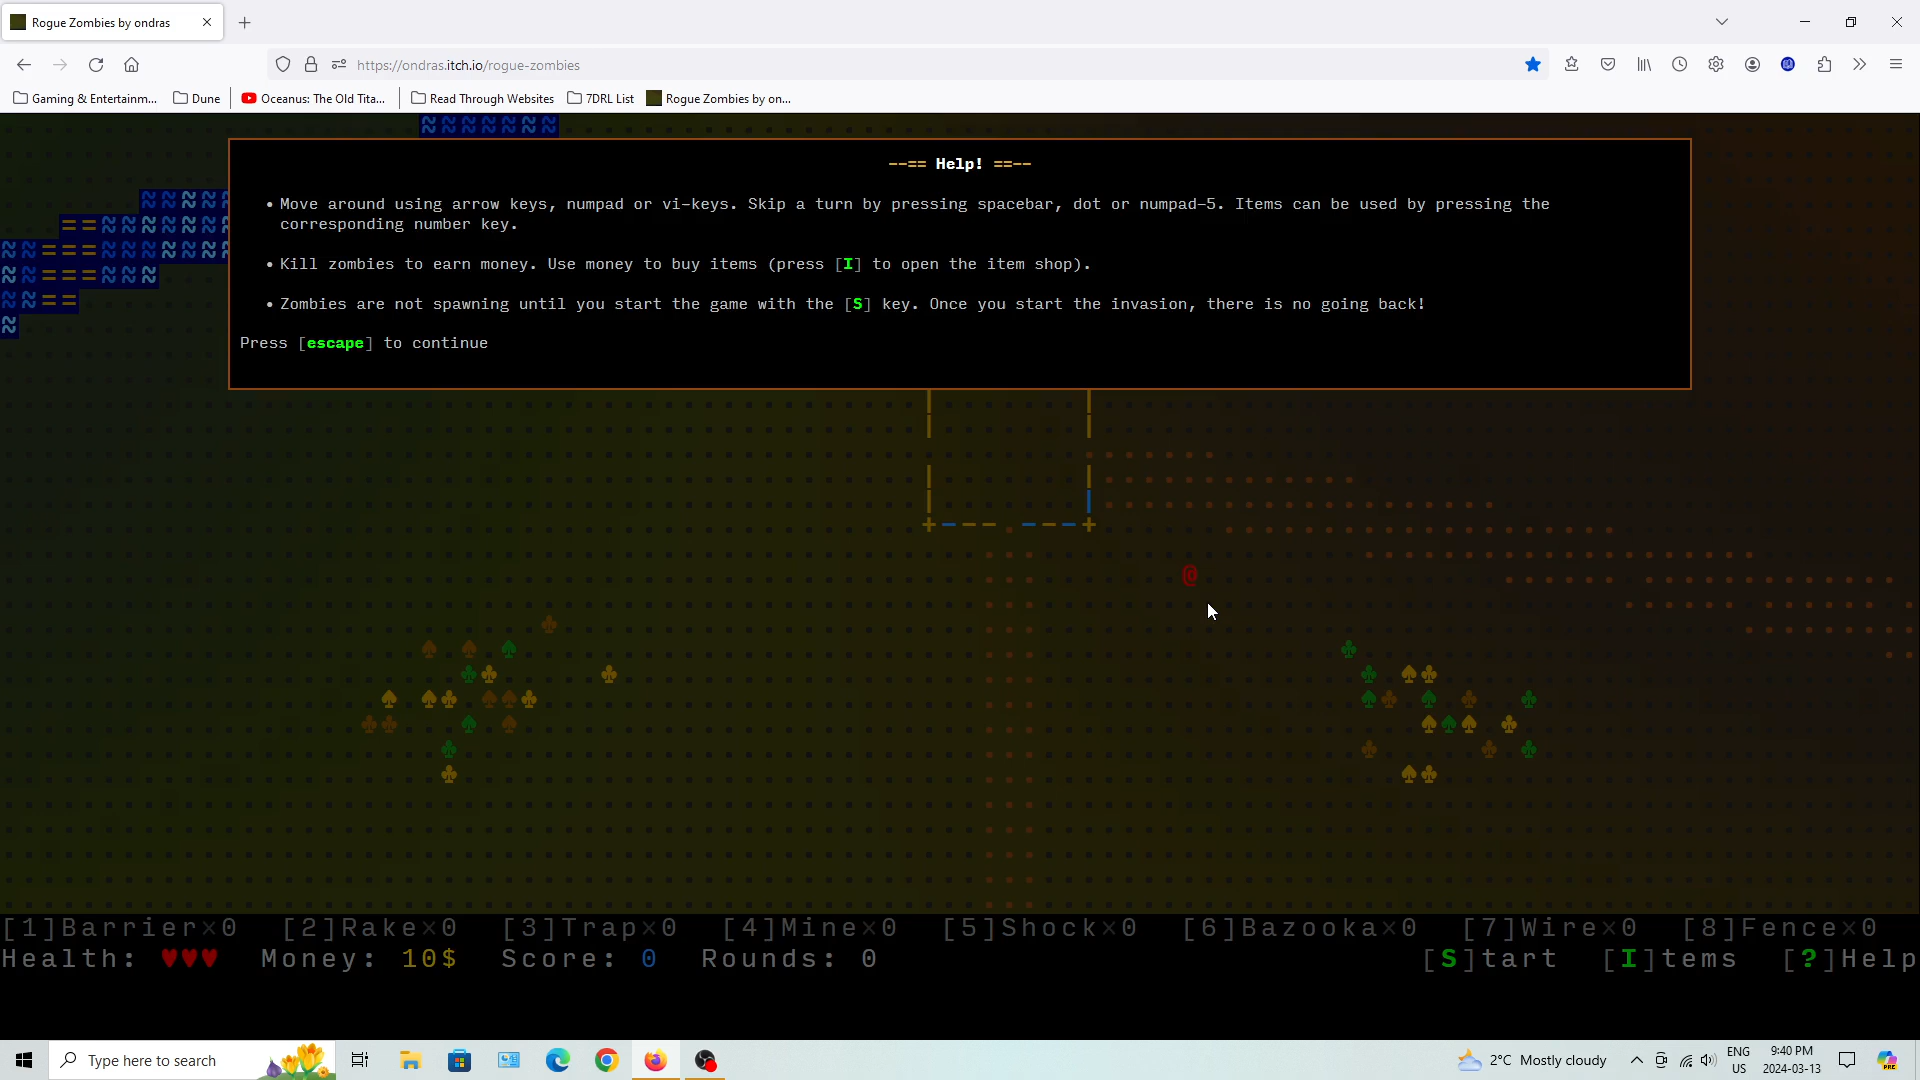 Rogue Zombies by ondras
https://ondras.itch.io/rogue-zombies
Gaming & Entertainm... Dune Oceanus: The Old Tita... Read Through Websites 7DRL List Rogue Zombies by on...
--== Help! ==--
• Move around using arrow keys, numpad or vi-keys. Skip a turn by pressing spacebar, dot or numpad-5. Items can be used by pressing the
corresponding number key.
• Kill zombies to earn money. Use money to buy items (press [I] to open the item shop).
• Zombies are not spawning until you start the game with the [S] key. Once you start the invasion, there is no going back!
Press [escape] to continue
@
[1]Barrier×0 [2]Rake×0 [3]Trap×0 [4]Mine×0 [5]Shock×0 [6]Bazooka×0 [7]Wire×0 [8]Fence×0
Health: ♥♥♥ Money: 10$ Score: 0 Rounds: 0 [S]tart [I]tems [?]Help
Type here to search
2°C Mostly cloudy
ENG
US
9:40 PM
2024-03-13
PRE